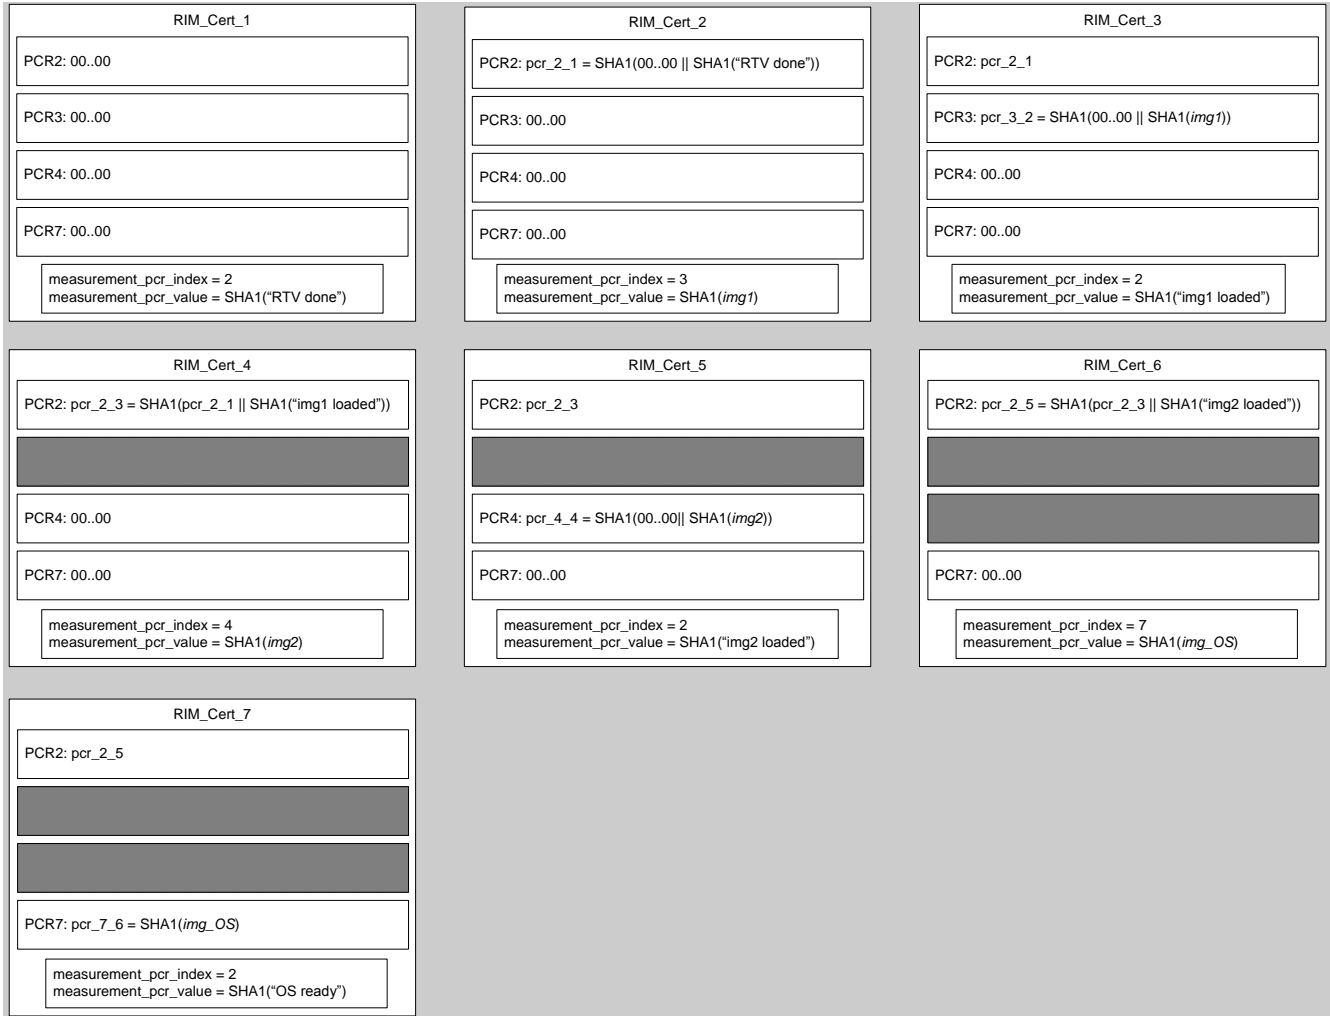 RIM_Cert_1
PCR2: 00..00
PCR3: 00..00
PCR4: 00..00
PCR7: 00..00
measurement_pcr_index = 2
measurement_pcr_value = SHA1(“RTV done”)
RIM_Cert_2
PCR2: pcr_2_1 = SHA1(00..00 || SHA1(“RTV done”))
PCR3: 00..00
PCR4: 00..00
PCR7: 00..00
measurement_pcr_index = 3
measurement_pcr_value = SHA1(img1)
RIM_Cert_3
PCR2: pcr_2_1
PCR3: pcr_3_2 = SHA1(00..00 || SHA1(img1))
PCR4: 00..00
PCR7: 00..00
measurement_pcr_index = 2
measurement_pcr_value = SHA1(“img1 loaded”)
RIM_Cert_4
PCR2: pcr_2_3 = SHA1(pcr_2_1 || SHA1(“img1 loaded”))
PCR4: 00..00
PCR7: 00..00
measurement_pcr_index = 4
measurement_pcr_value = SHA1(img2)
RIM_Cert_5
PCR2: pcr_2_3
PCR4: pcr_4_4 = SHA1(00..00|| SHA1(img2))
PCR7: 00..00
measurement_pcr_index = 2
measurement_pcr_value = SHA1(“img2 loaded”)
RIM_Cert_6
PCR2: pcr_2_5 = SHA1(pcr_2_3 || SHA1(“img2 loaded”))
PCR7: 00..00
measurement_pcr_index = 7
measurement_pcr_value = SHA1(img_OS)
RIM_Cert_7
PCR2: pcr_2_5
PCR7: pcr_7_6 = SHA1(img_OS)
measurement_pcr_index = 2
measurement_pcr_value = SHA1(“OS ready”)